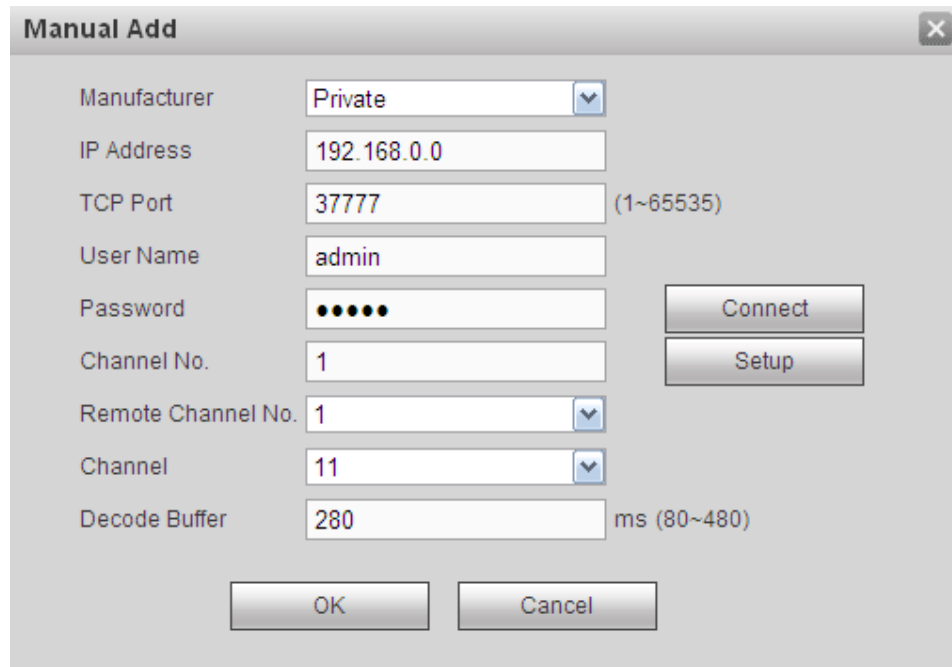 Manual Add
Manufacturer Private
IP Address 192.168.0.0
TCP Port 37777 (1~65535)
User Name admin
Password ●●●●● Connect
Channel No. 1 Setup
Remote Channel No. 1
Channel 11
Decode Buffer 280 ms (80~480)
OK Cancel